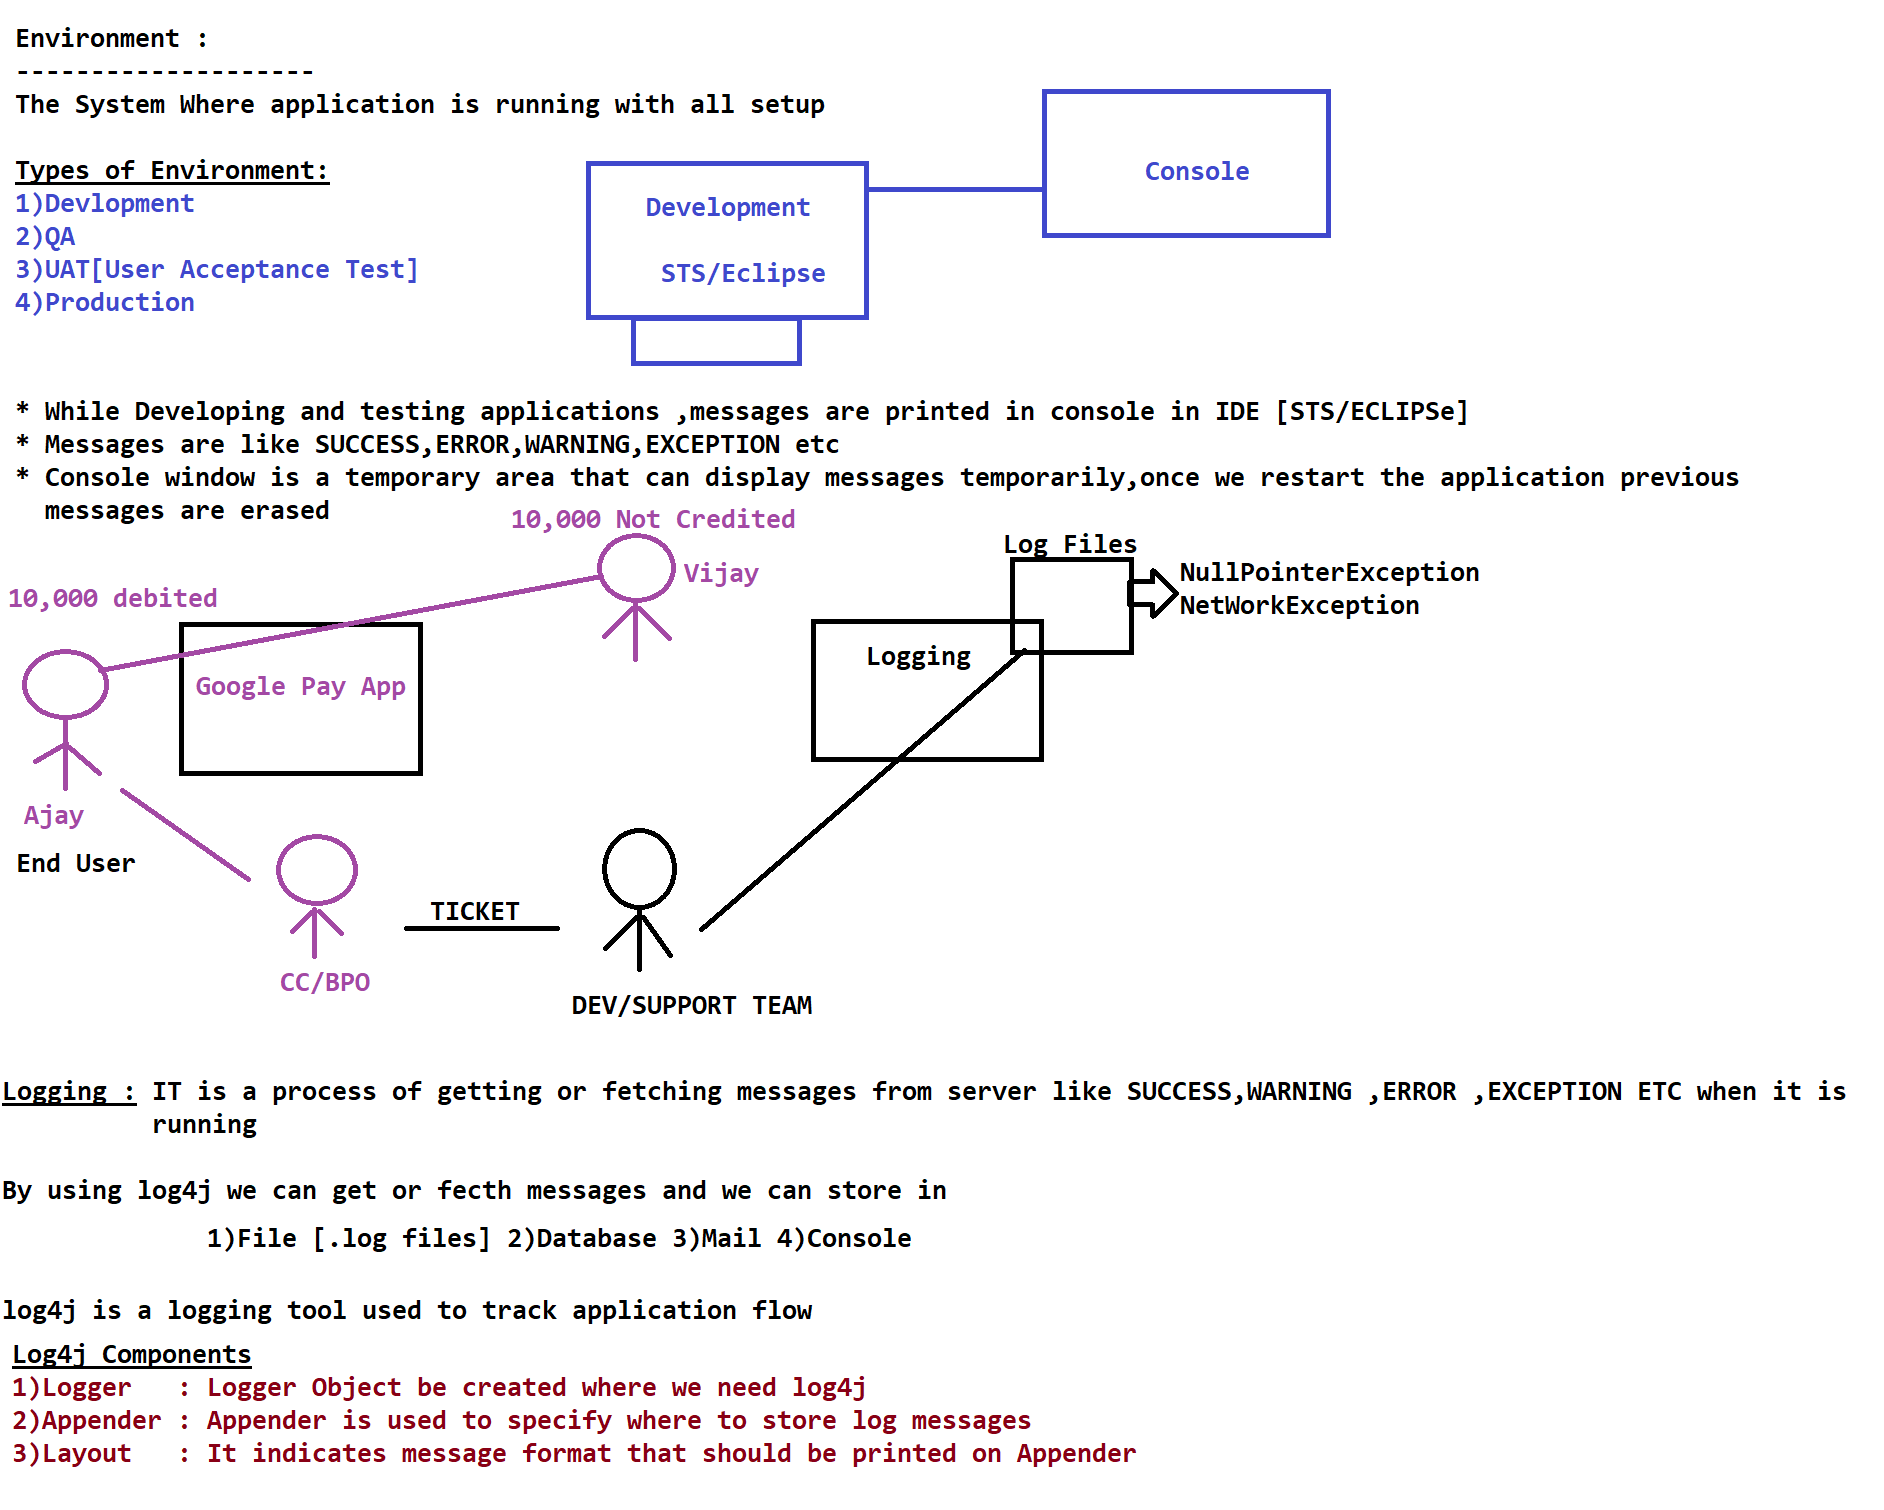 Environment :
--------------------
The System Where application is running with all setup
Types of Environment:
1)Devlopment
2)QA
3)UAT[User Acceptance Test]
4)Production
Development
STS/Eclipse
Console
* While Developing and testing applications ,messages are printed in console in IDE [STS/ECLIPSe]
* Messages are like SUCCESS,ERROR,WARNING,EXCEPTION etc
* Console window is a temporary area that can display messages temporarily,once we restart the application previous
messages are erased
10,000 Not Credited
Vijay
10,000 debited
Google Pay App
Ajay
End User
CC/BPO
TICKET
DEV/SUPPORT TEAM
Log Files
Logging
NullPointerException
NetWorkException
Logging : IT is a process of getting or fetching messages from server like SUCCESS,WARNING ,ERROR ,EXCEPTION ETC when it is
running
By using log4j we can get or fecth messages and we can store in
1)File [.log files] 2)Database 3)Mail 4)Console
log4j is a logging tool used to track application flow
Log4j Components
1)Logger   : Logger Object be created where we need log4j
2)Appender : Appender is used to specify where to store log messages
3)Layout   : It indicates message format that should be printed on Appender